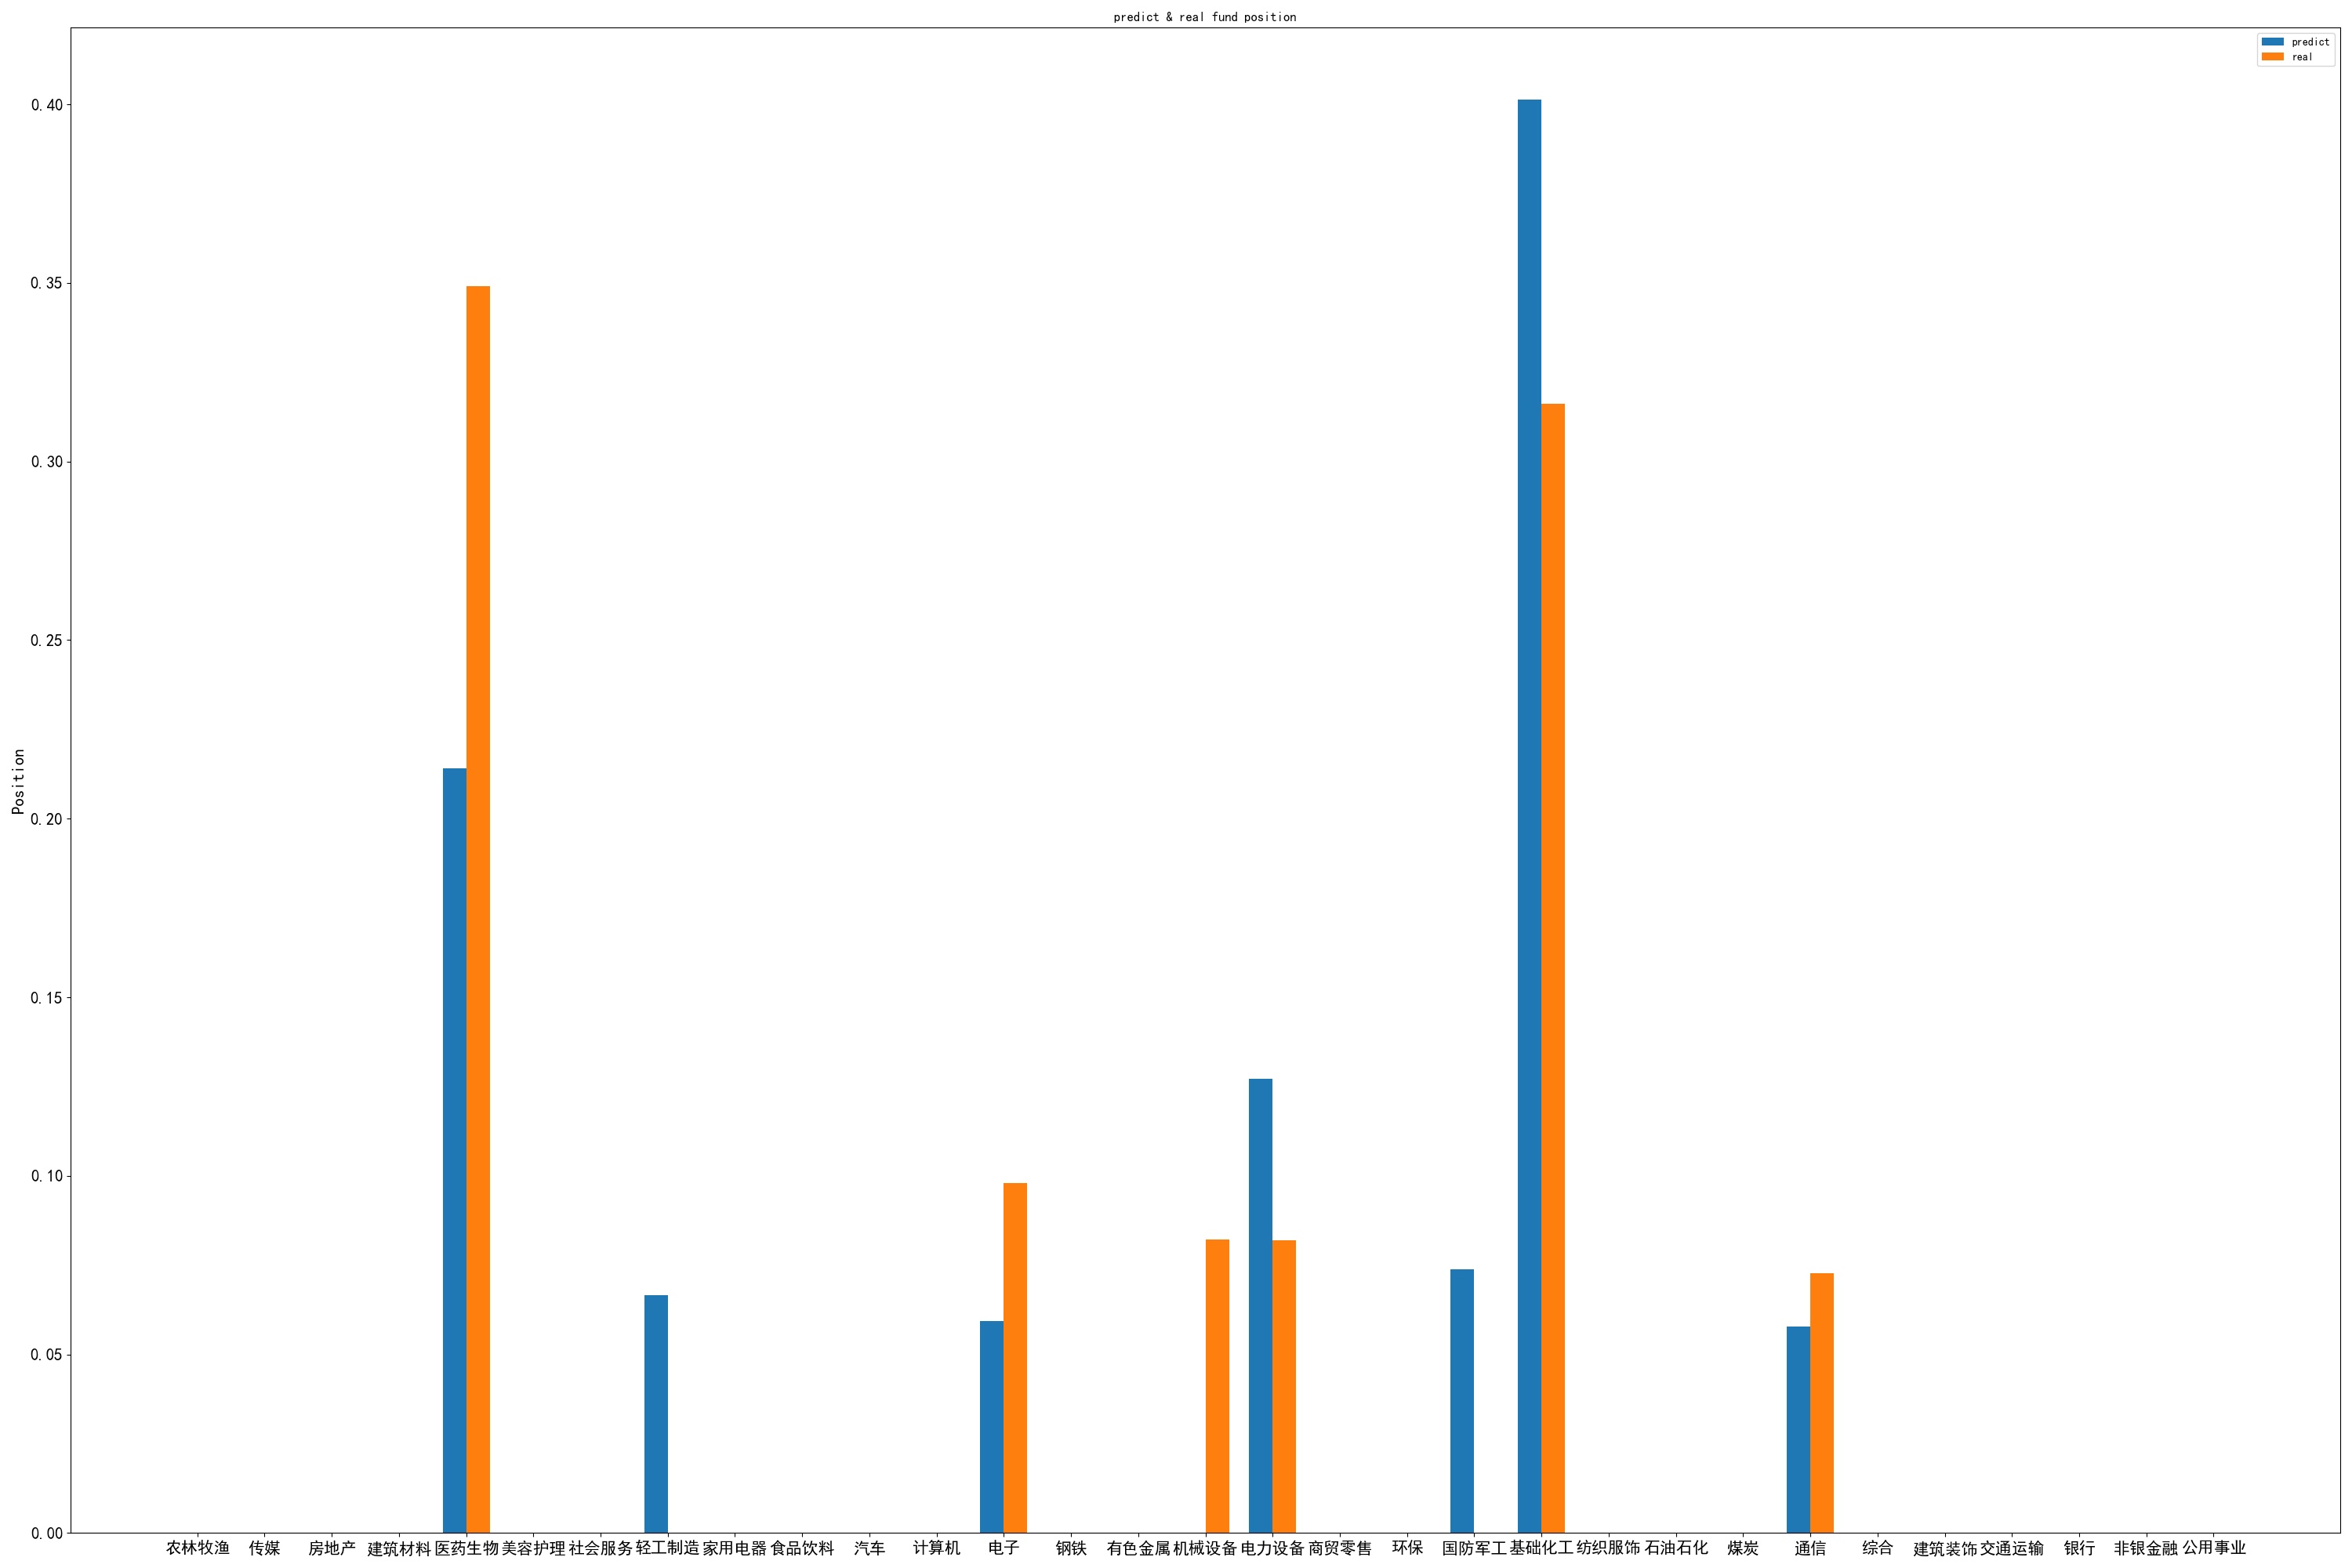 predict & real fund position
predict
real
0.40
0.35
0.30
0.25
0.20
0.15
0.10
0.05
0.00
Position
农林牧渔 传媒 房地产 建筑材料 医药生物 美容护理 社会服务 轻工制造 家用电器 食品饮料 汽车 计算机 电子 钢铁 有色金属 机械设备 电力设备 商贸零售 环保 国防军工 基础化工 纺织服饰 石油石化 煤炭 通信 综合 建筑装饰 交通运输 银行 非银金融 公用事业